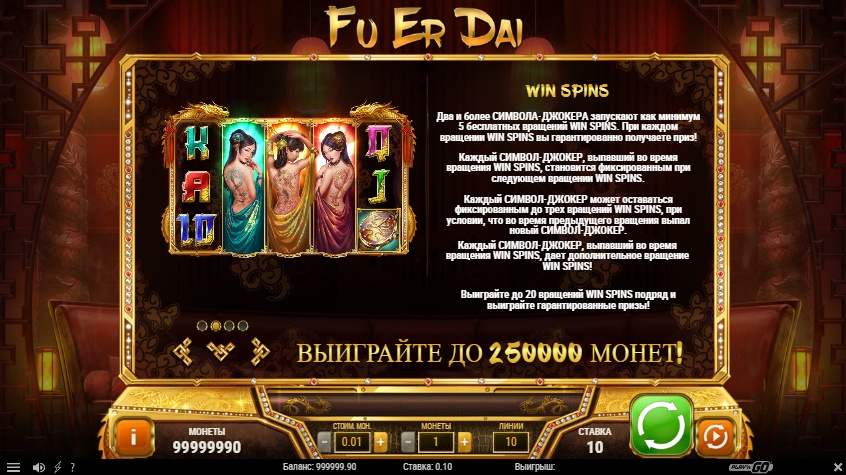 FU ER DAI
WIN SPINS
Два и более СИМВОЛА-ДЖОКЕРА запускают как минимум
5 бесплатных вращений WIN SPINS. При каждом
вращении WIN SPINS вы гарантированно получаете приз!
Каждый СИМВОЛ-ДЖОКЕР, выпавший во время
вращения WIN SPINS, становится фиксированным при
следующем вращении WIN SPINS.
Каждый СИМВОЛ-ДЖОКЕР может оставаться
фиксированным до трех вращений WIN SPINS, при
условии, что во время предыдущего вращения выпал
новый СИМВОЛ-ДЖОКЕР.
Каждый СИМВОЛ-ДЖОКЕР, выпавший во время
вращения WIN SPINS, дает дополнительное вращение
WIN SPINS!
Выиграйте до 20 вращений WIN SPINS подряд и
выиграйте гарантированные призы!
K
Q
A
J
10
ВЫИГРАЙТЕ ДО 250000 МОНЕТ!
i
МОНЕТЫ
99999990
СТОИМ. МОН.
- 0.01 +
МОНЕТЫ
- 1 +
ЛИНИИ
10
СТАВКА
10
?
Баланс: 999999.90
Ставка: 0.10
Выигрыш:
PLAY'N GO